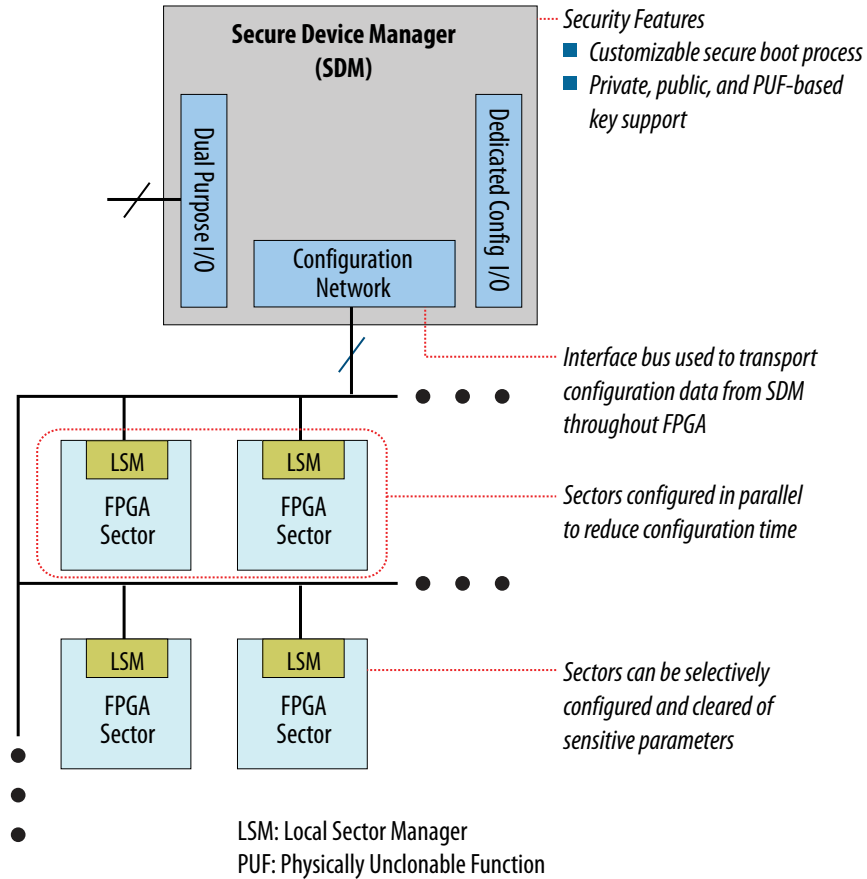 Secure Device Manager
(SDM)
Security Features
Customizable secure boot process
Private, public, and PUF-based
key support
Dual Purpose I/O
Dedicated Config I/O
Configuration
Network
Interface bus used to transport
configuration data from SDM
throughout FPGA
LSM
FPGA
Sector
LSM
FPGA
Sector
Sectors configured in parallel
to reduce configuration time
LSM
FPGA
Sector
LSM
FPGA
Sector
Sectors can be selectively
configured and cleared of
sensitive parameters
LSM: Local Sector Manager
PUF: Physically Unclonable Function